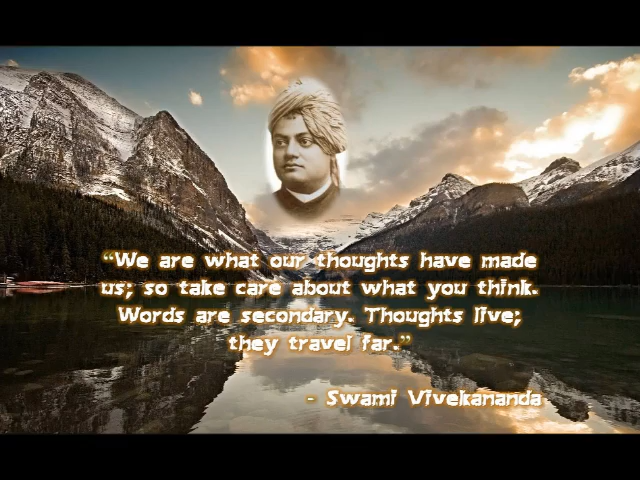 “We are what our thoughts have made
us; so take care about what you think.
Words are secondary. Thoughts live;
they travel far.”
- Swami Vivekananda